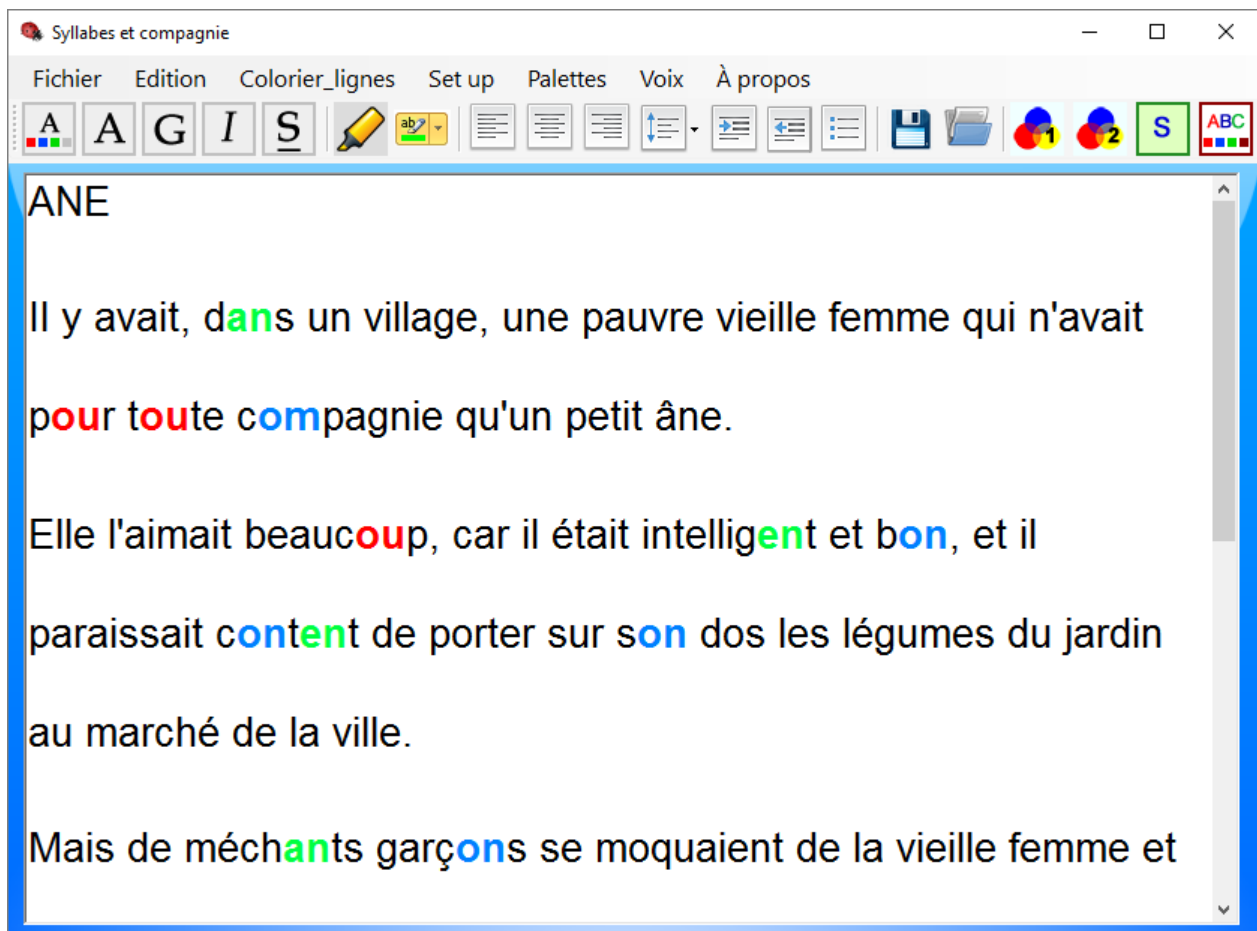 Syllabes et compagnie
Fichier Edition Colorier_lignes Set up Palettes Voix À propos
A A G I S ab 1 2 S ABC
ANE
Il y avait, dans un village, une pauvre vieille femme qui n'avait
pour toute compagnie qu'un petit âne.
Elle l'aimait beaucoup, car il était intelligent et bon, et il
paraissait content de porter sur son dos les légumes du jardin
au marché de la ville.
Mais de méchants garçons se moquaient de la vieille femme et